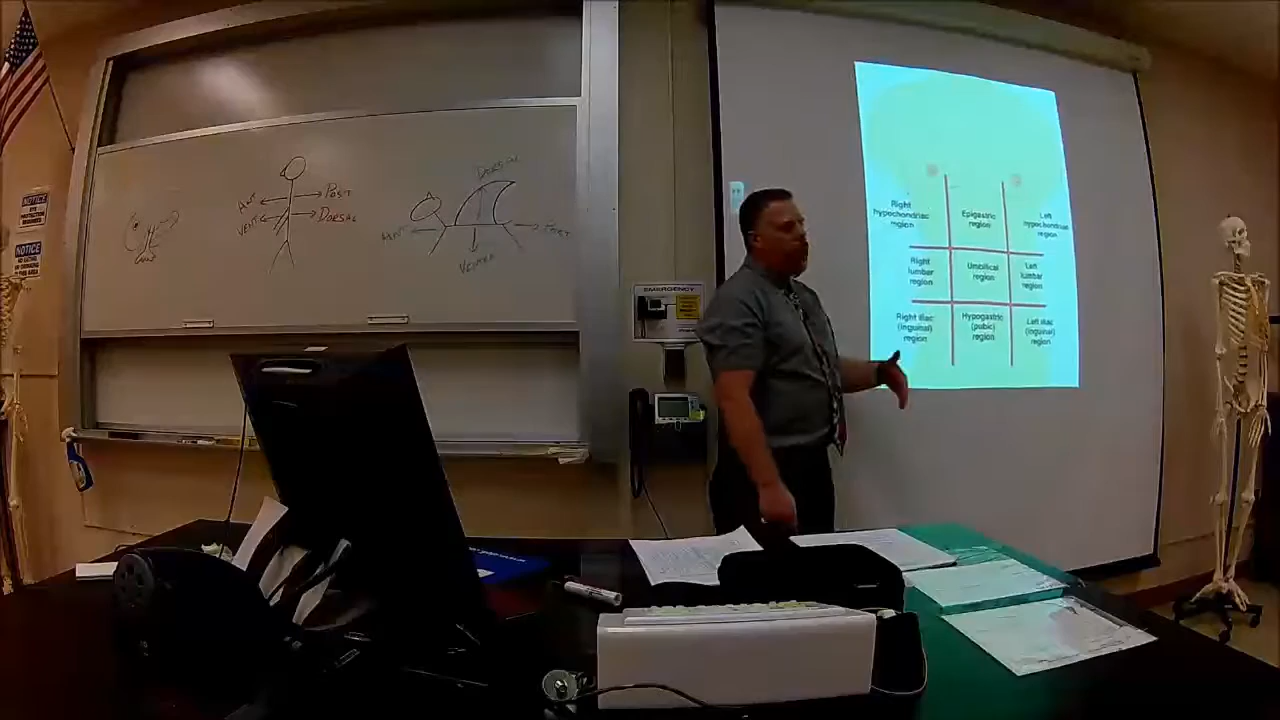 NOTICE
NOTICE
ANT
POST
VENT
DORSAL
DORSAL
ANT
POST
VENTRAL
EMERGENCY
Right
hypochondriac
region
Epigastric
region
Left
hypochondriac
region
Right
lumbar
region
Umbilical
region
Left
lumbar
region
Right iliac
(inguinal)
region
Hypogastric
(pubic)
region
Left iliac
(inguinal)
region